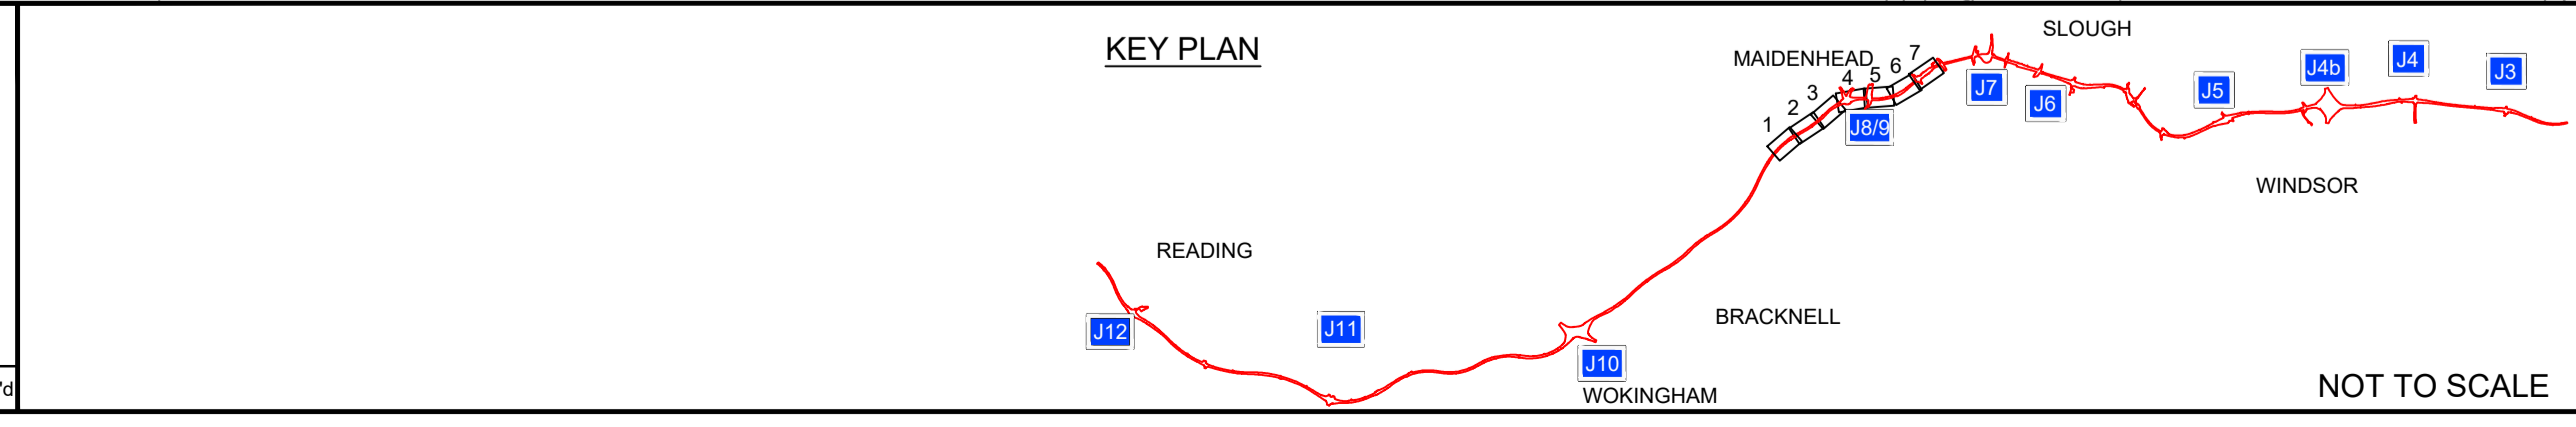 KEY PLAN
SLOUGH
MAIDENHEAD
7
6
5
4
3
2
1
J8/9
J7
J6
J5
J4b
J4
J3
WINDSOR
READING
BRACKNELL
J12
J11
J10
WOKINGHAM
NOT TO SCALE
'd